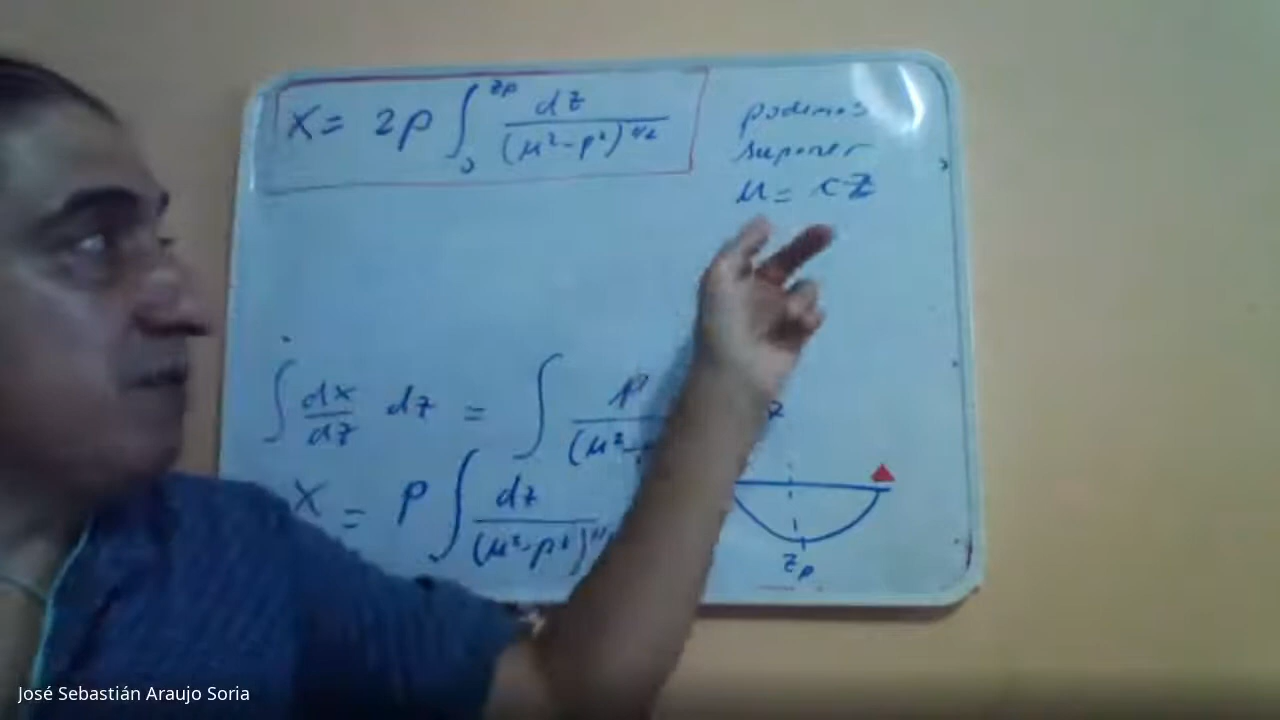 X = 2p ∫₀^zp dz / (μ² - p²)^1/2
podemos
suponer
μ = cz
∫ dx/dz dz = ∫ p / (μ² -
X = p ∫ dz / (μ² - p²)^1/
z
zp
José Sebastián Araujo Soria